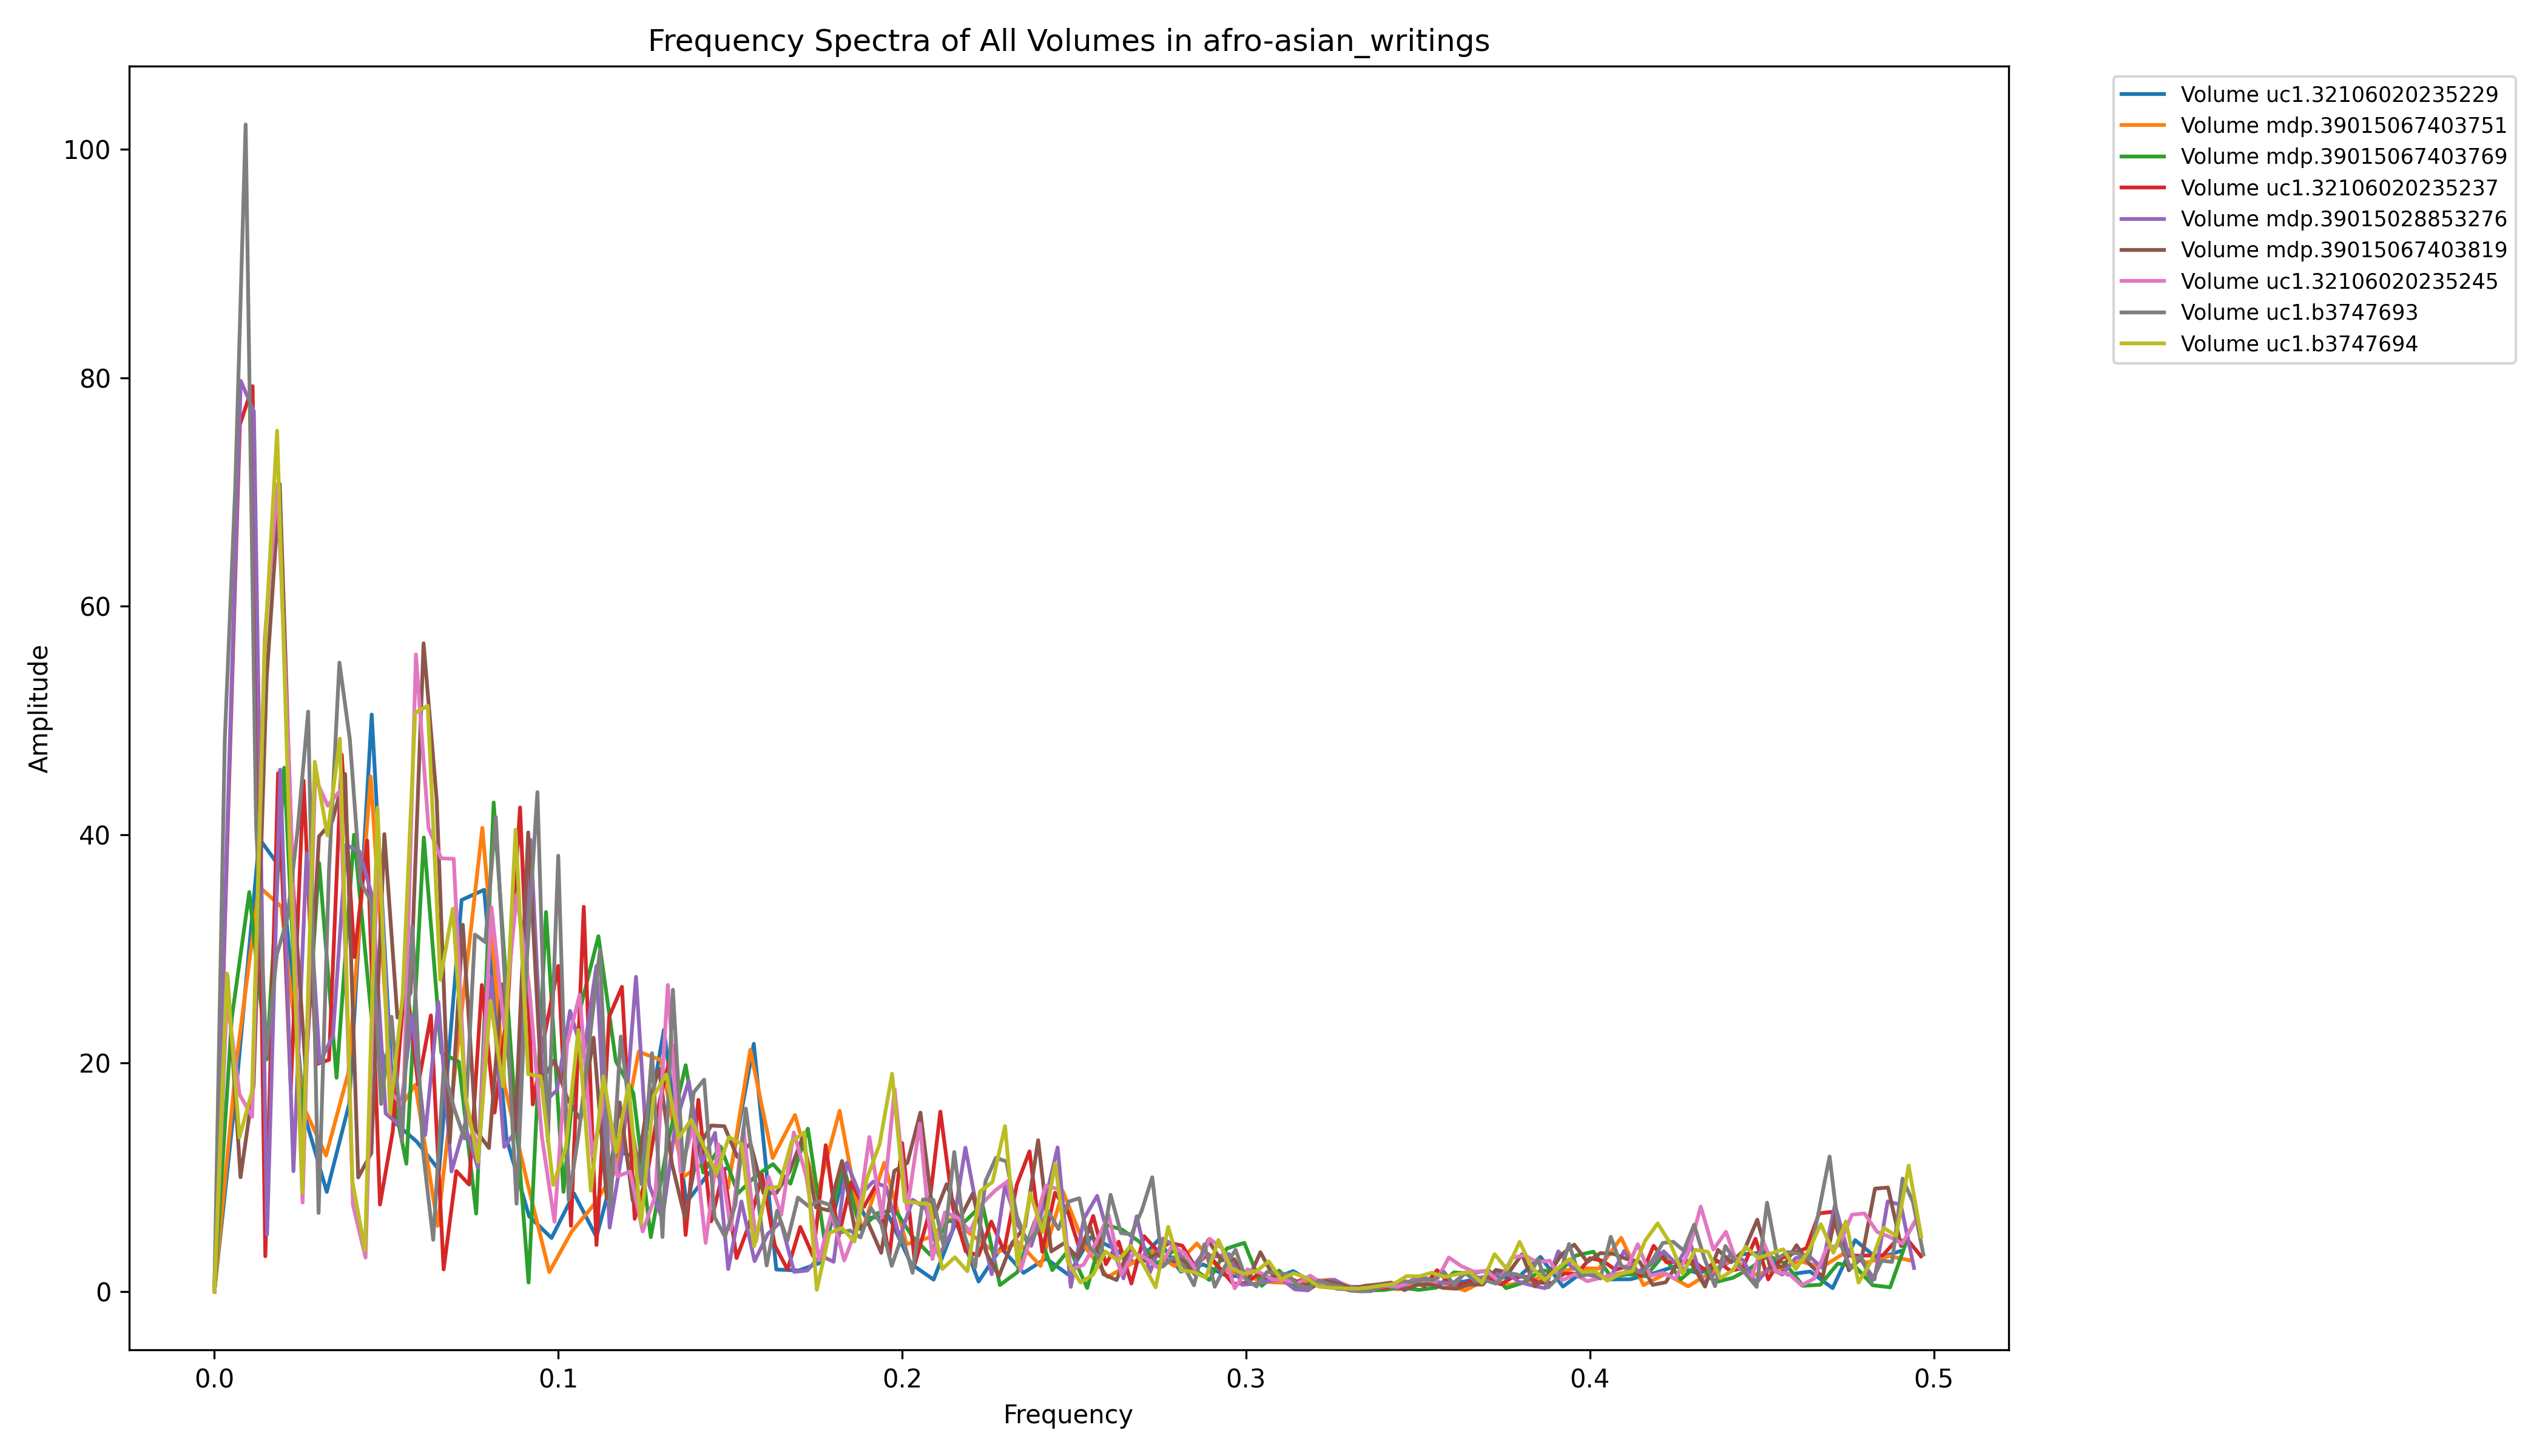 Frequency Spectra of All Volumes in afro-asian_writings
Volume uc1.32106020235229
Volume mdp.39015067403751
Volume mdp.39015067403769
Volume uc1.32106020235237
Volume mdp.39015028853276
Volume mdp.39015067403819
Volume uc1.32106020235245
Volume uc1.b3747693
Volume uc1.b3747694
100
80
60
40
20
0
Amplitude
0.0 0.1 0.2 0.3 0.4 0.5
Frequency